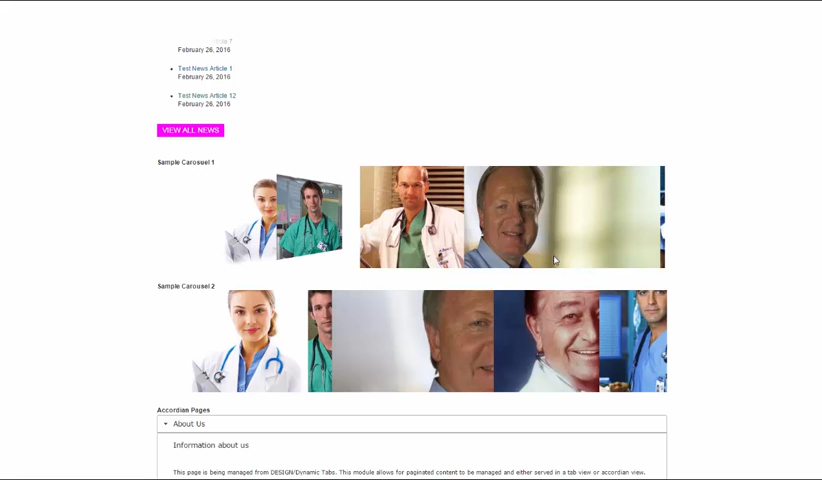 February 26, 2016
Test News Article 1
February 26, 2016
Test News Article 12
February 26, 2016
VIEW ALL NEWS
Sample Carosuel 1
Sample Carosuel 2
Accordian Pages
About Us
Information about us
This page is being managed from DESIGN/Dynamic Tabs. This module allows for paginated content to be managed and either served in a tab view or accordian view.